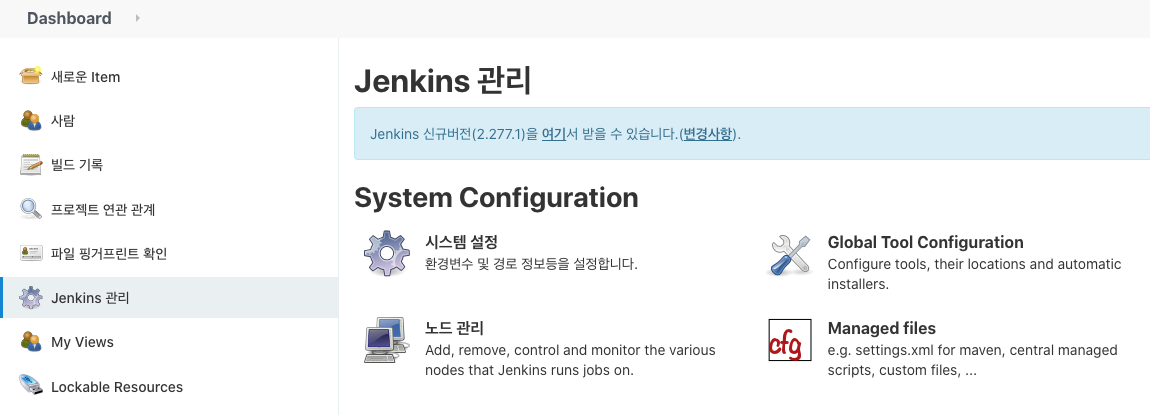 Dashboard
새로운 Item
사람
빌드 기록
프로젝트 연관 관계
파일 핑거프린트 확인
Jenkins 관리
My Views
Lockable Resources
Jenkins 관리
Jenkins 신규버전(2.277.1)을 여기서 받을 수 있습니다.(변경사항).
System Configuration
시스템 설정
환경변수 및 경로 정보등을 설정합니다.
Global Tool Configuration
Configure tools, their locations and automatic
installers.
노드 관리
Add, remove, control and monitor the various
nodes that Jenkins runs jobs on.
cfg
Managed files
e.g. settings.xml for maven, central managed
scripts, custom files, ...